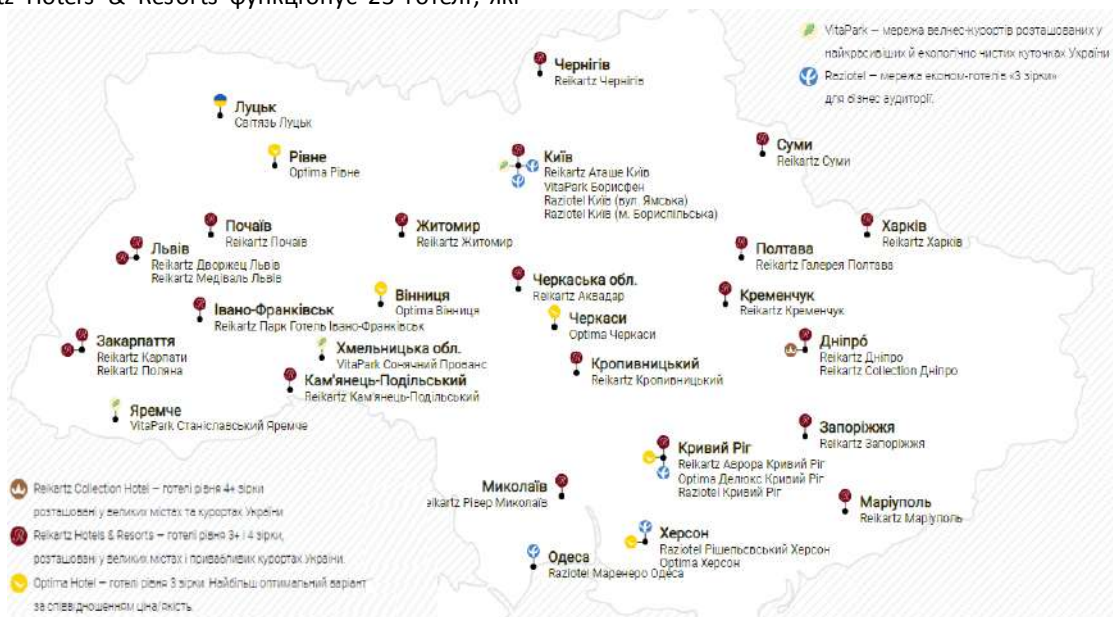 tz Hotels & Resorts функціонує 25 готелі, які
VitaPark – мережа велнес-курортів розташованих у
найкрасивіших й екологічно чистих куточках України
Raziotel – мережа економ-готелів «3 зірки»
для бізнес аудиторії.
Чернігів
Reikartz Чернігів
Луцьк
Світязь Луцьк
Рівне
Optima Рівне
Київ
Reikartz Аташе Київ
VitaPark Борисфен
Raziotel Київ (вул. Ямська)
Raziotel Київ (м. Бориспільська)
Суми
Reikartz Суми
Почаїв
Reikartz Почаїв
Житомир
Reikartz Житомир
Харків
Reikartz Харків
Львів
Reikartz Дворжец Львів
Reikartz Медіваль Львів
Полтава
Reikartz Галерея Полтава
Черкаська обл.
Reikartz Аквадар
Вінниця
Optima Вінниця
Кременчук
Reikartz Кременчук
Івано-Франківськ
Reikartz Парк Готель Івано-Франківськ
Черкаси
Optima Черкаси
Закарпаття
Reikartz Карпати
Reikartz Поляна
Хмельницька обл.
VitaPark Сонячний Прованс
Дніпро́
Reikartz Дніпро
Reikartz Collection Дніпро
Кропивницький
Reikartz Кропивницький
Кам'янець-Подільський
Reikartz Кам'янець-Подільський
Яремче
VitaPark Станіславський Яремче
Запоріжжя
Reikartz Запоріжжя
Кривий Ріг
Reikartz Аврора Кривий Ріг
Optima Делюкс Кривий Ріг
Raziotel Кривий Ріг
Миколаїв
eikartz Рівер Миколаїв
Маріуполь
Reikartz Маріуполь
Херсон
Raziotel Рішельєвський Херсон
Optima Херсон
Одеса
Raziotel Маренеро Одеса
Reikartz Collection Hotel – готелі рівня 4+ зірки
розташовані у великих містах та курортах України
Reikartz Hotels & Resorts – готелі рівня 3+ і 4 зірки,
розташовані у великих містах і привабливих курортах України.
Optima Hotel – готелі рівня 3 зірки. Найбільш оптимальний варіант
за співвідношенням ціна/якість.